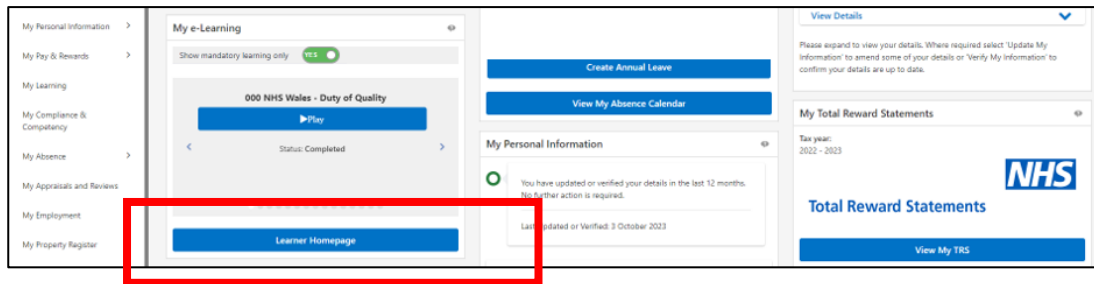 My Personal Information
My Pay & Rewards
My Learning
My Compliance &
Competency
My Absence
My Appraisals and Reviews
My Employment
My Property Register
My e-Learning
Show mandatory learning only YES
000 NHS Wales - Duty of Quality
Play
Status: Completed
Learner Homepage
Create Annual Leave
View My Absence Calendar
My Personal Information
You have updated or verified your details in the last 12 months.
No further action is required.
Last updated or Verified: 3 October 2023
View Details
Please expand to view your details. Where required select 'Update My
Information' to amend some of your details or 'Verify My Information' to
confirm your details are up to date.
My Total Reward Statements
Tax year:
2022 - 2023
NHS
Total Reward Statements
View My TRS